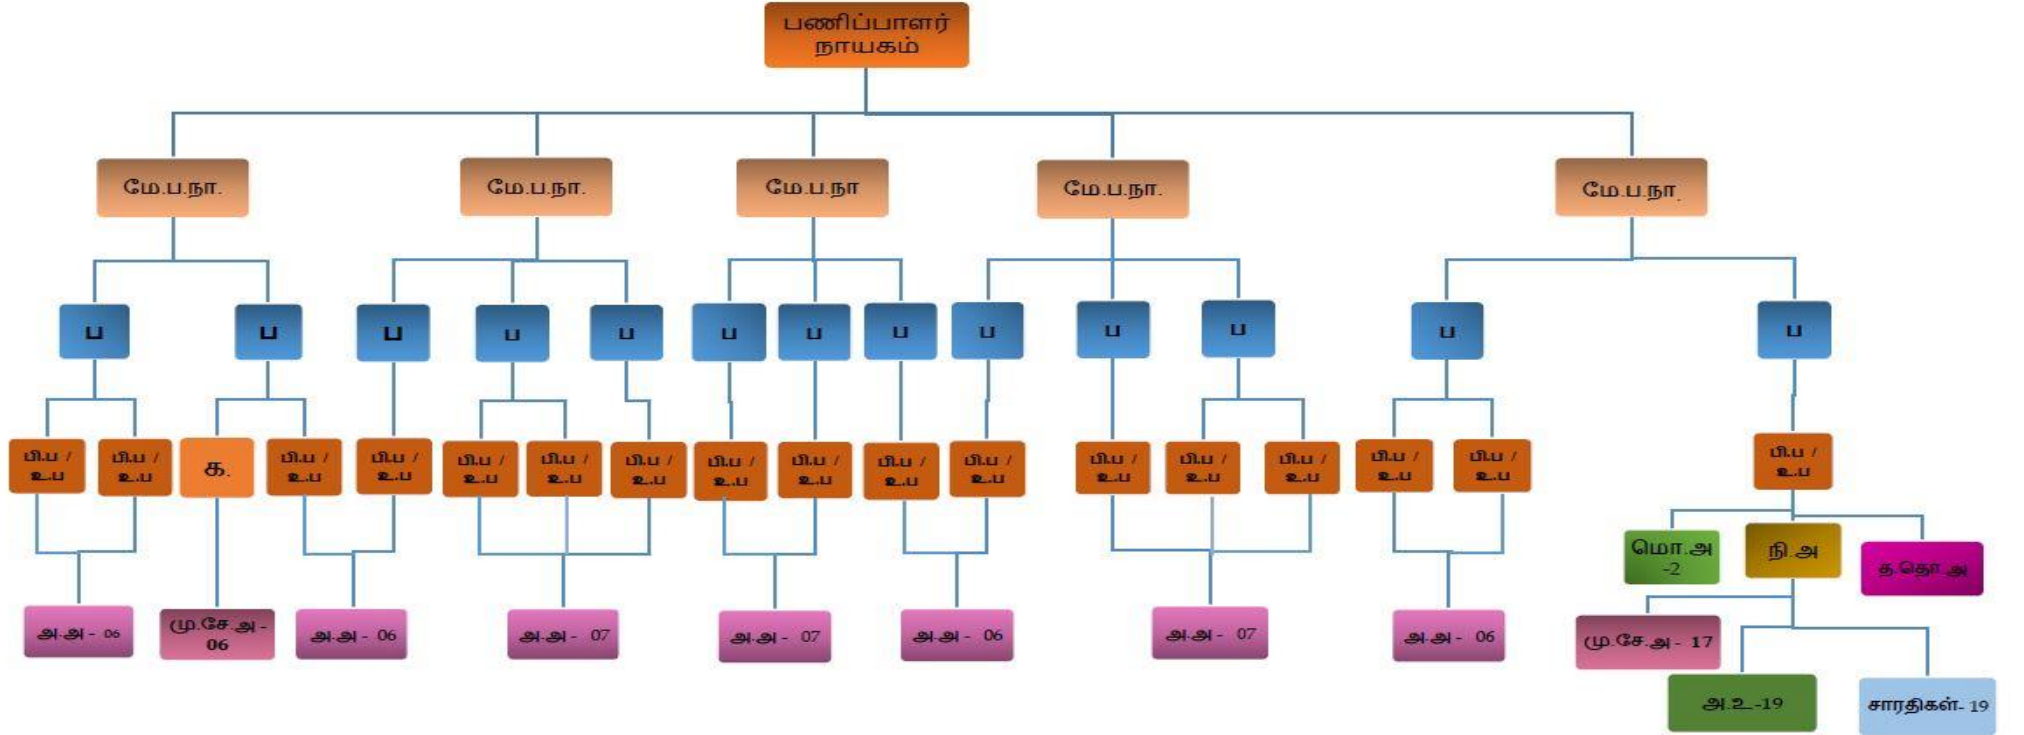 பணிப்பாளர்
நாயகம்
மே.ப.நா.
மே.ப.நா.
மே.ப.நா
மே.ப.நா.
மே.ப.நா.
ப
ப
ப
ப
ப
ப
ப
ப
ப
ப
ப
ப
ப
பி.ப /
உ.ப
பி.ப /
உ.ப
க.
பி.ப /
உ.ப
பி.ப /
உ.ப
பி.ப /
உ.ப
பி.ப /
உ.ப
பி.ப /
உ.ப
பி.ப /
உ.ப
பி.ப /
உ.ப
பி.ப /
உ.ப
பி.ப /
உ.ப
பி.ப /
உ.ப
பி.ப /
உ.ப
பி.ப /
உ.ப
பி.ப /
உ.ப
பி.ப /
உ.ப
பி.ப /
உ.ப
மொ.அ
-2
நி.அ
த.தொ.அ
அ.அ - 06
மு.சே.அ -
06
அ.அ - 06
அ.அ - 07
அ.அ - 07
அ.அ - 06
அ.அ - 07
அ.அ - 06
மு.சே.அ - 17
அ.உ -19
சாரதிகள்- 19